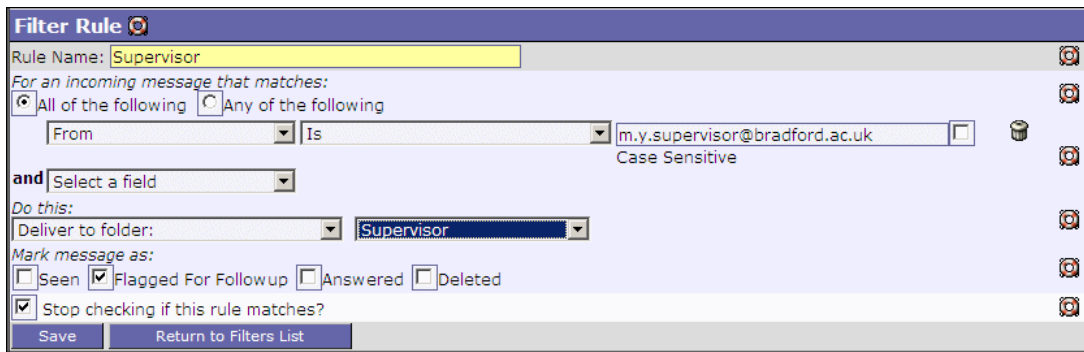 Filter Rule
Rule Name: Supervisor
For an incoming message that matches:
All of the following Any of the following
From Is m.y.supervisor@bradford.ac.uk
Case Sensitive
and Select a field
Do this:
Deliver to folder: Supervisor
Mark message as:
Seen Flagged For Followup Answered Deleted
Stop checking if this rule matches?
Save Return to Filters List